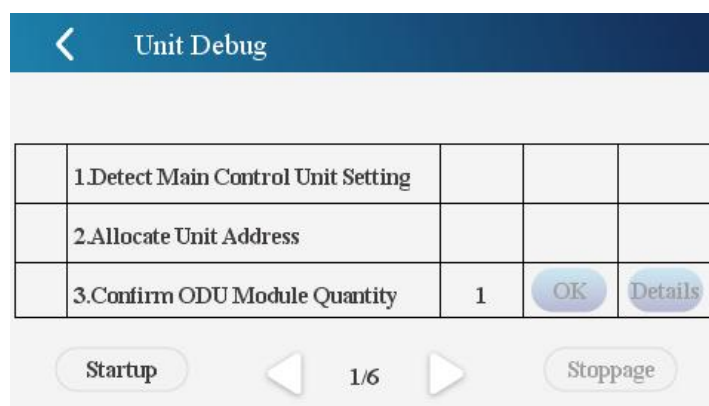 Unit Debug
1.Detect Main Control Unit Setting
2.Allocate Unit Address
3.Confirm ODU Module Quantity 1 OK Details
Startup 1/6 Stoppage